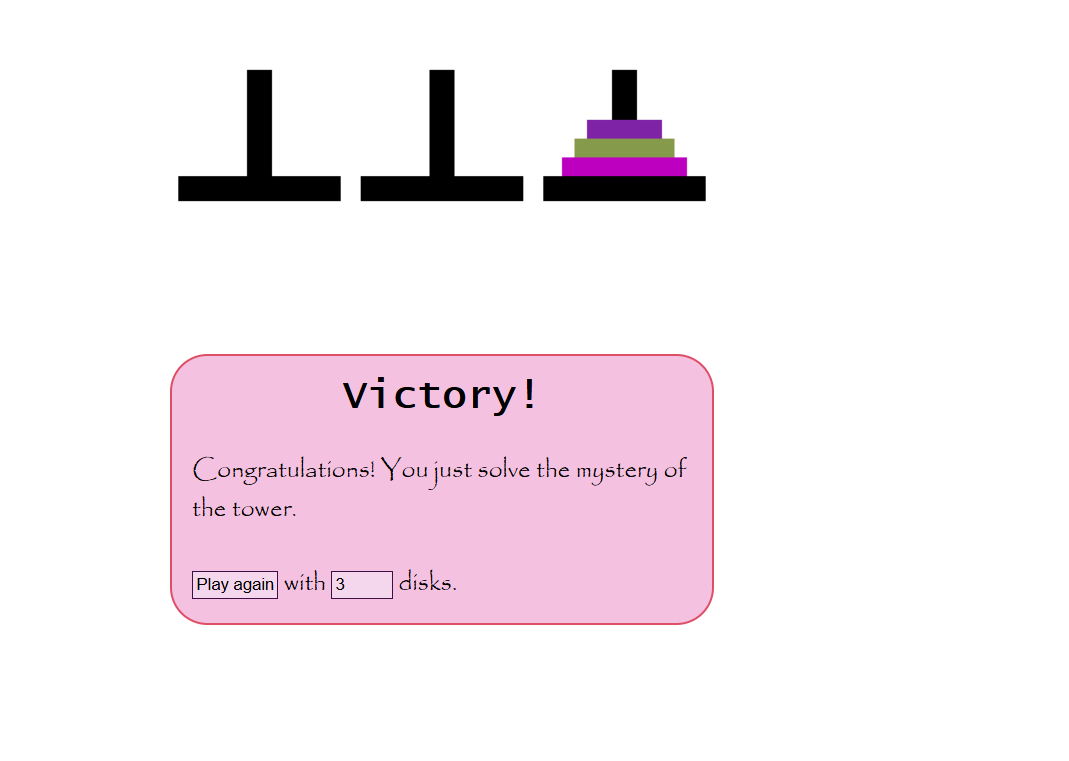 Victory!
Congratulations! You just solve the mystery of
the tower.
Play again with 3 disks.